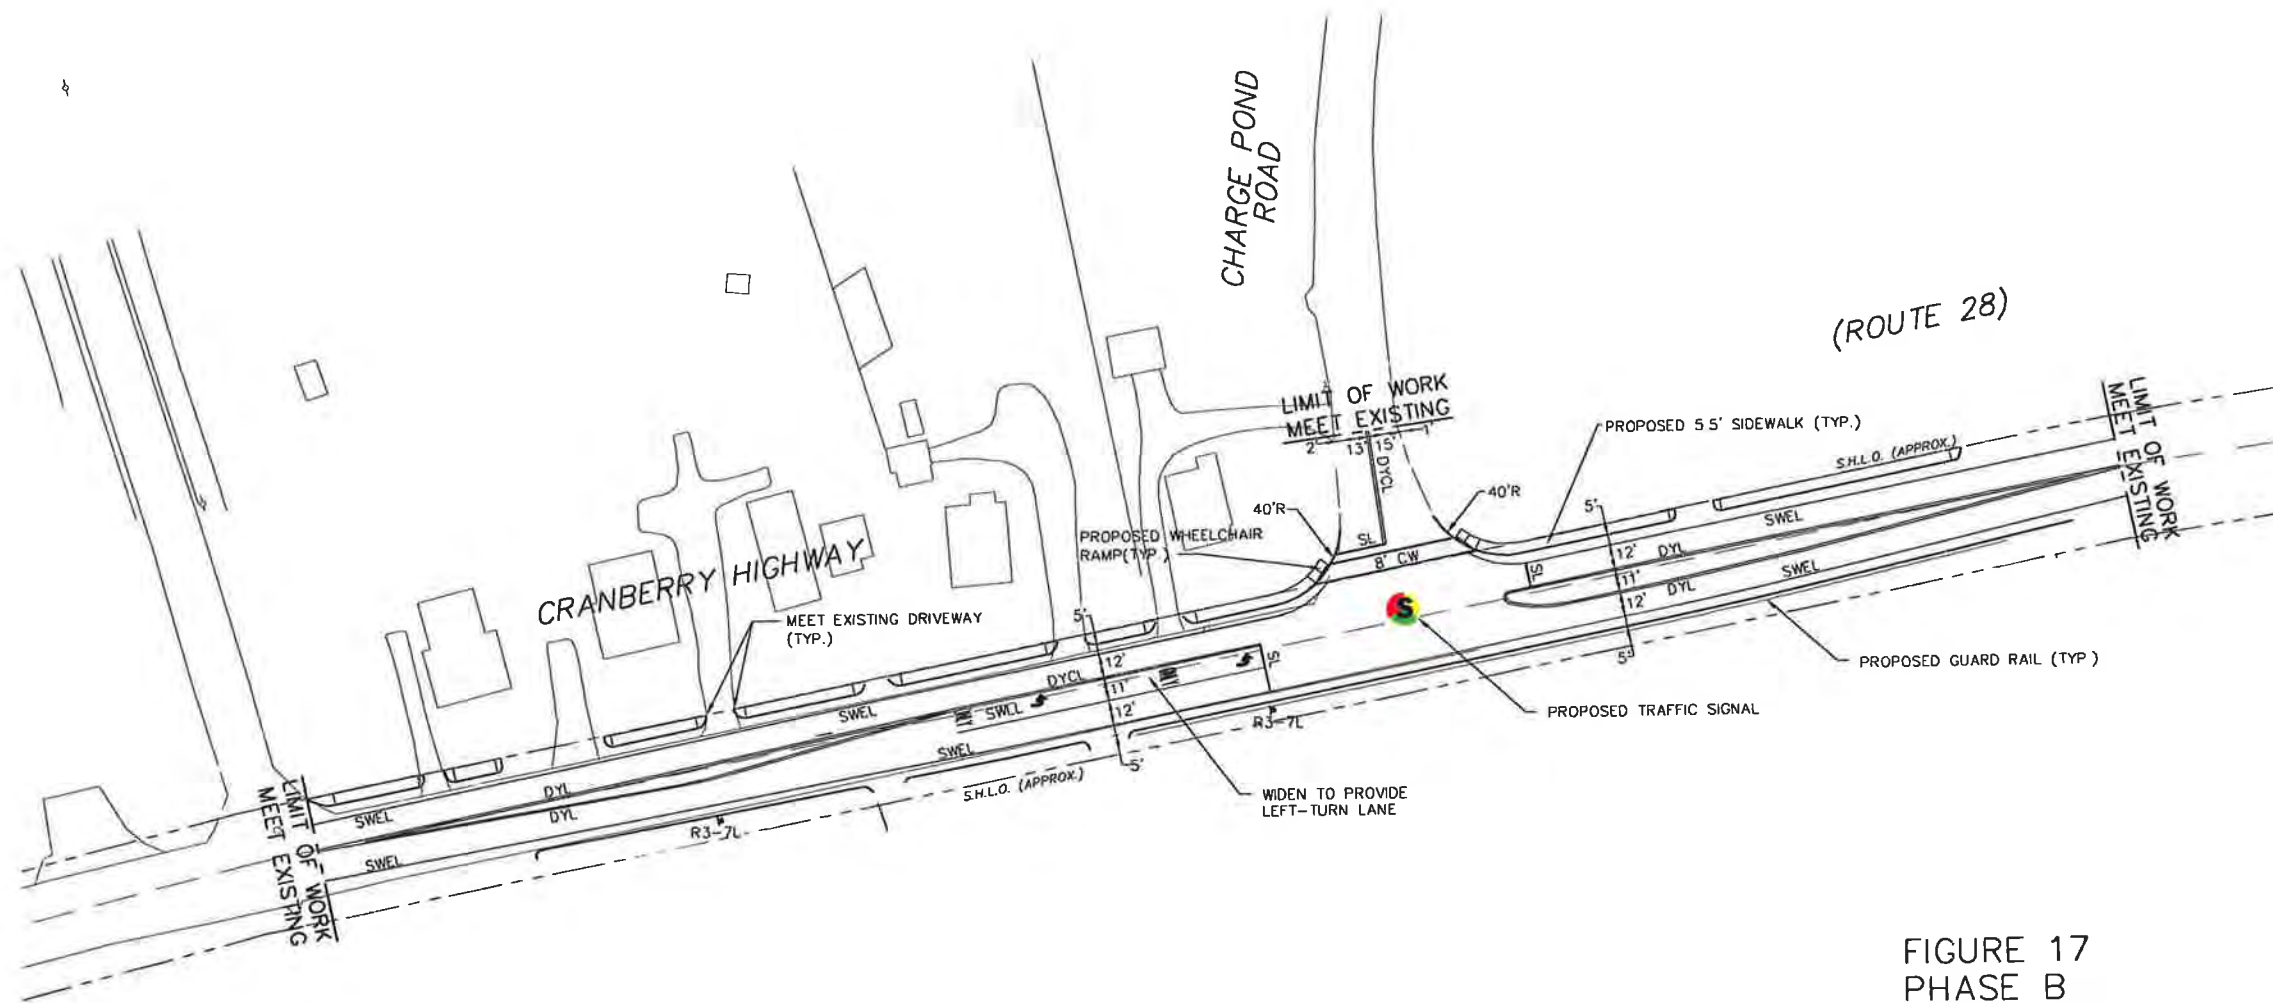 CHARGE POND
ROAD
(ROUTE 28)
LIMIT OF WORK
MEET EXISTING
2'
13'
15'
1'
DYCL
LIMIT OF WORK
MEET EXISTING
PROPOSED 5.5' SIDEWALK (TYP.)
S.H.L.O. (APPROX.)
40'R
40'R
5'
SWEL
PROPOSED WHEELCHAIR
RAMP(TYP.)
SL
8' CW
SL
12'
DYL
11'
DYL
12'
SWEL
5'
S
CRANBERRY HIGHWAY
MEET EXISTING DRIVEWAY
(TYP.)
5'
12'
DYCL
11'
12'
SL
SWEL
SWEL
SWEL
5'
R3-7L
PROPOSED GUARD RAIL (TYP.)
PROPOSED TRAFFIC SIGNAL
WIDEN TO PROVIDE
LEFT-TURN LANE
S.H.L.O. (APPROX.)
LIMIT OF WORK
MEET EXISTING
SWEL
DYL
DYL
SWEL
R3-7L
FIGURE 17
PHASE B